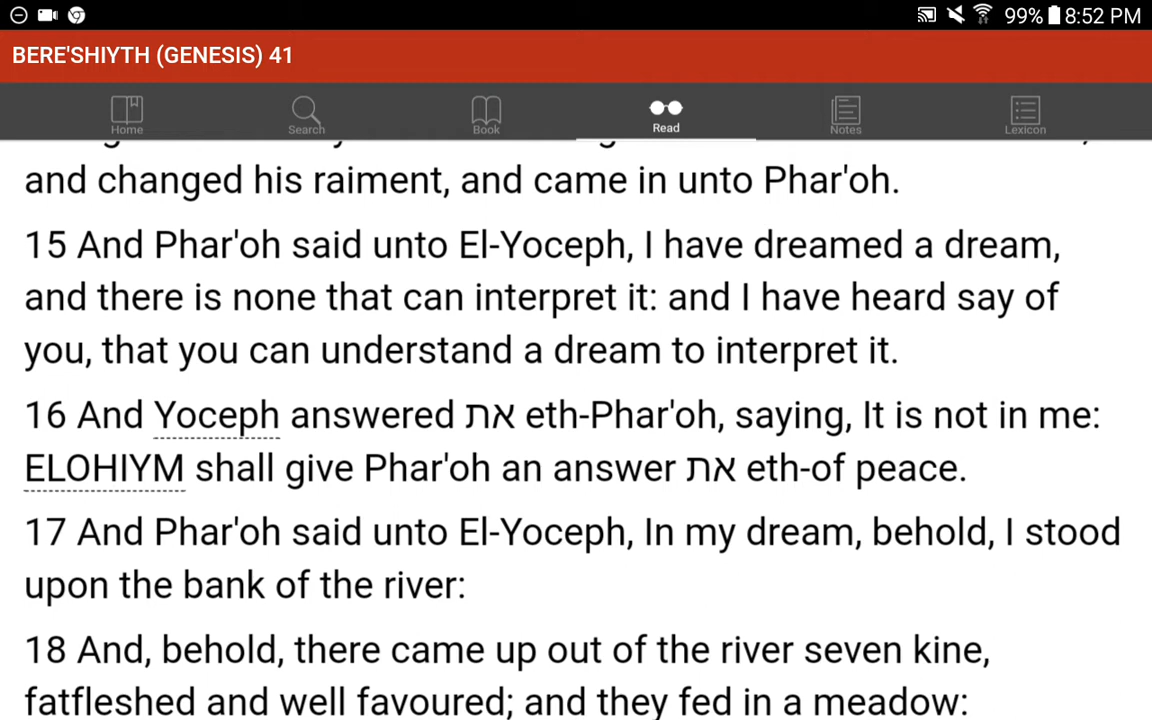 99% 8:52 PM
BERE'SHIYTH (GENESIS) 41
Home Search Book Read Notes Lexicon
and changed his raiment, and came in unto Phar'oh.
15 And Phar'oh said unto El-Yoceph, I have dreamed a dream,
and there is none that can interpret it: and I have heard say of
you, that you can understand a dream to interpret it.
16 And Yoceph answered את eth-Phar'oh, saying, It is not in me:
ELOHIYM shall give Phar'oh an answer את eth-of peace.
17 And Phar'oh said unto El-Yoceph, In my dream, behold, I stood
upon the bank of the river:
18 And, behold, there came up out of the river seven kine,
fatfleshed and well favoured; and they fed in a meadow: